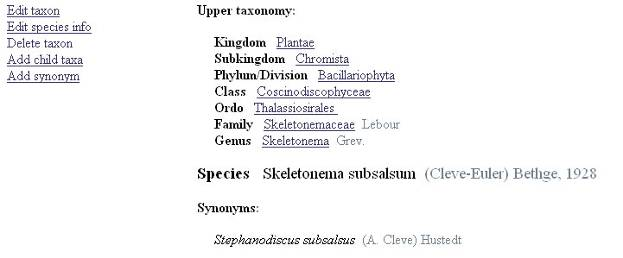 Edit taxon
Edit species info
Delete taxon
Add child taxa
Add synonym
Upper taxonomy:
Kingdom Plantae
Subkingdom Chromista
Phylum/Division Bacillariophyta
Class Coscinodiscophyceae
Ordo Thalassiosirales
Family Skeletonemaceae Lebour
Genus Skeletonema Grev.
Species Skeletonema subsalsum (Cleve-Euler) Bethge, 1928
Synonyms:
Stephanodiscus subsalsus (A. Cleve) Hustedt